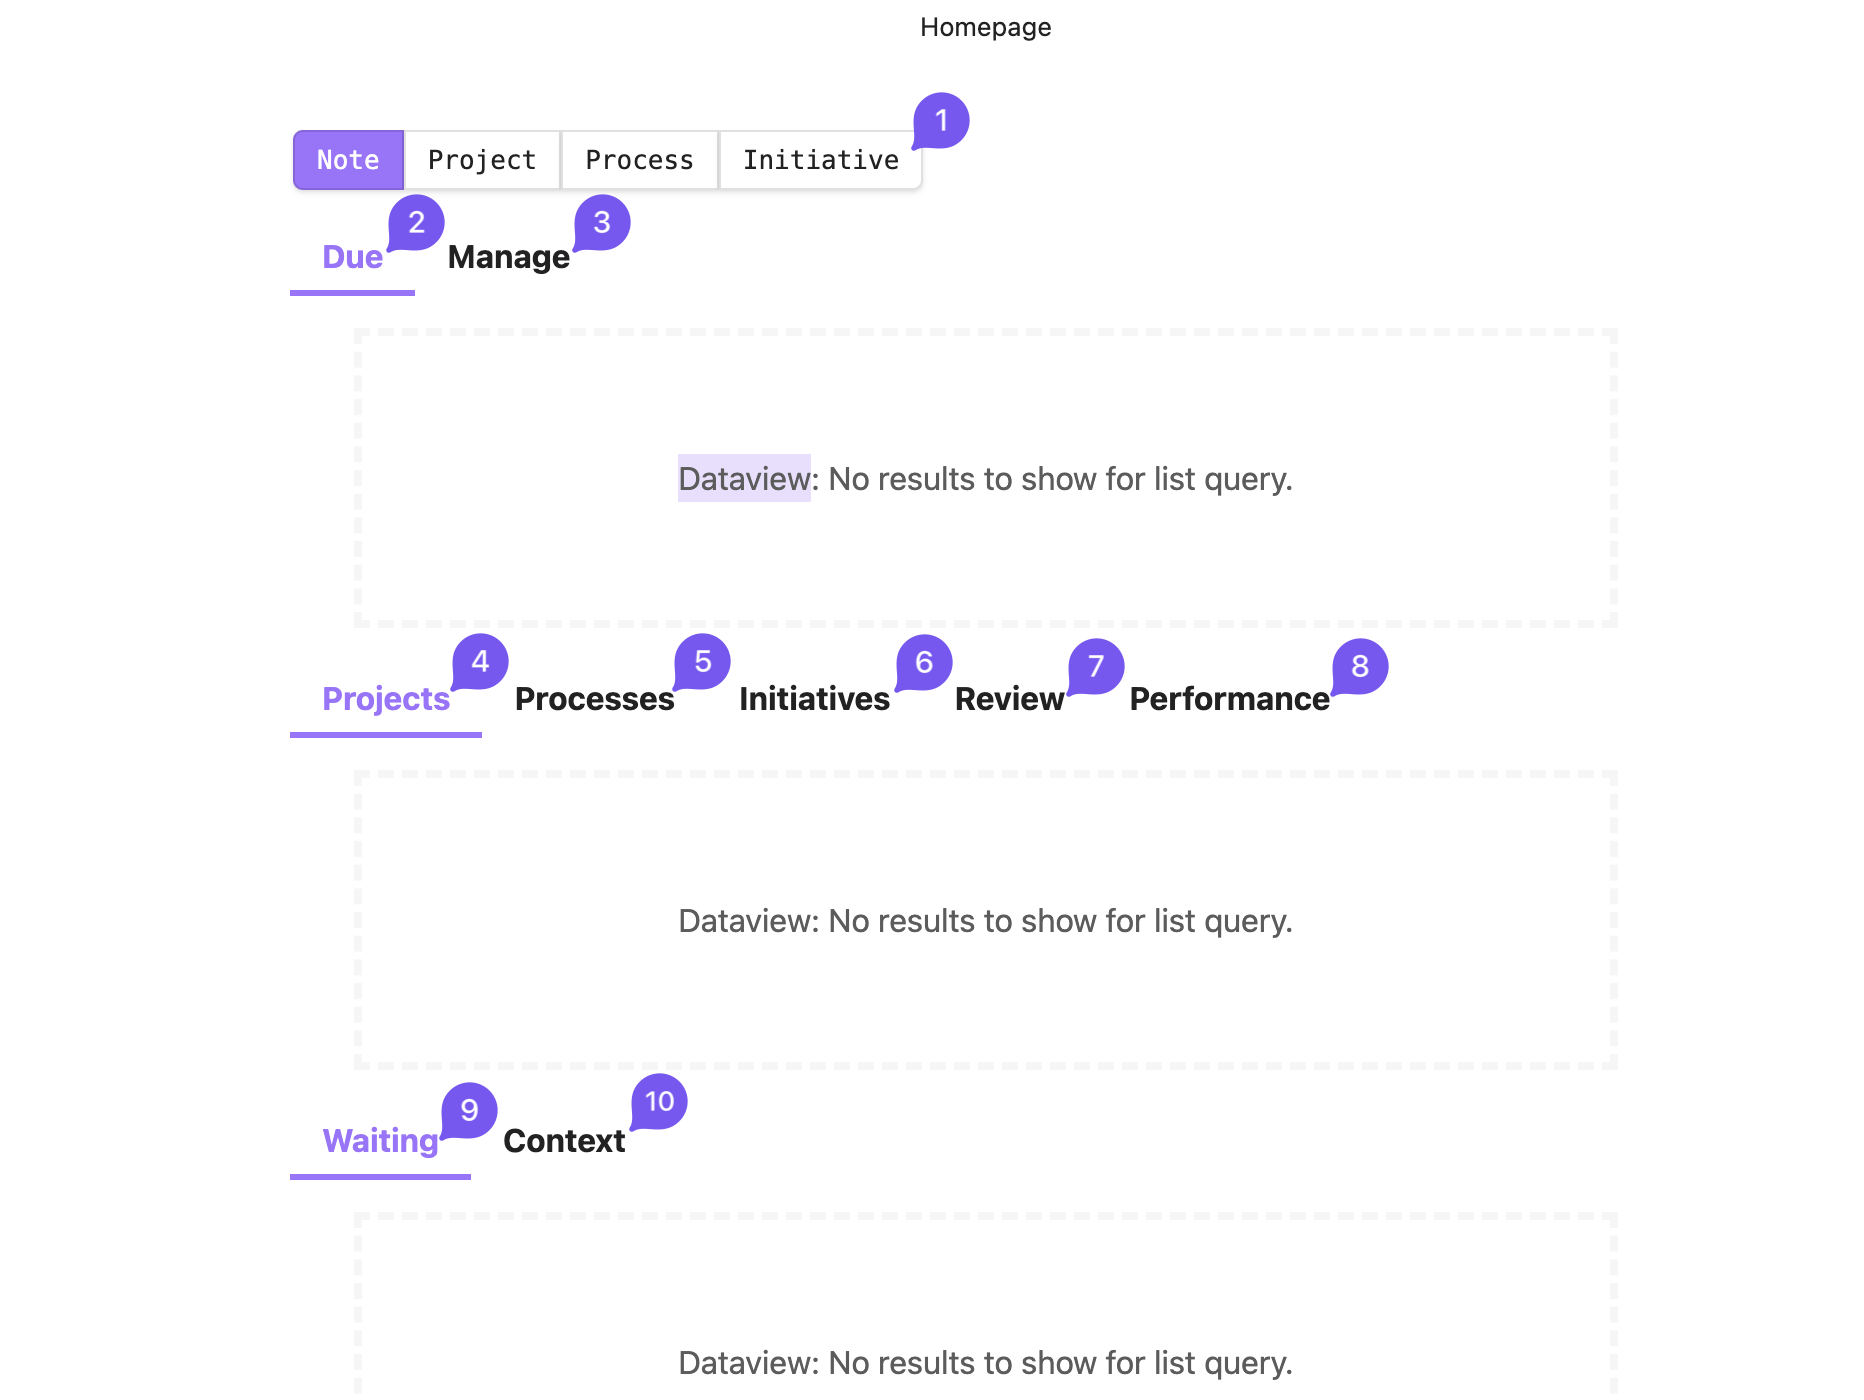 Homepage
1
Note Project Process Initiative
2 3
Due Manage
Dataview: No results to show for list query.
4 5 6 7 8
Projects Processes Initiatives Review Performance
Dataview: No results to show for list query.
9 10
Waiting Context
Dataview: No results to show for list query.